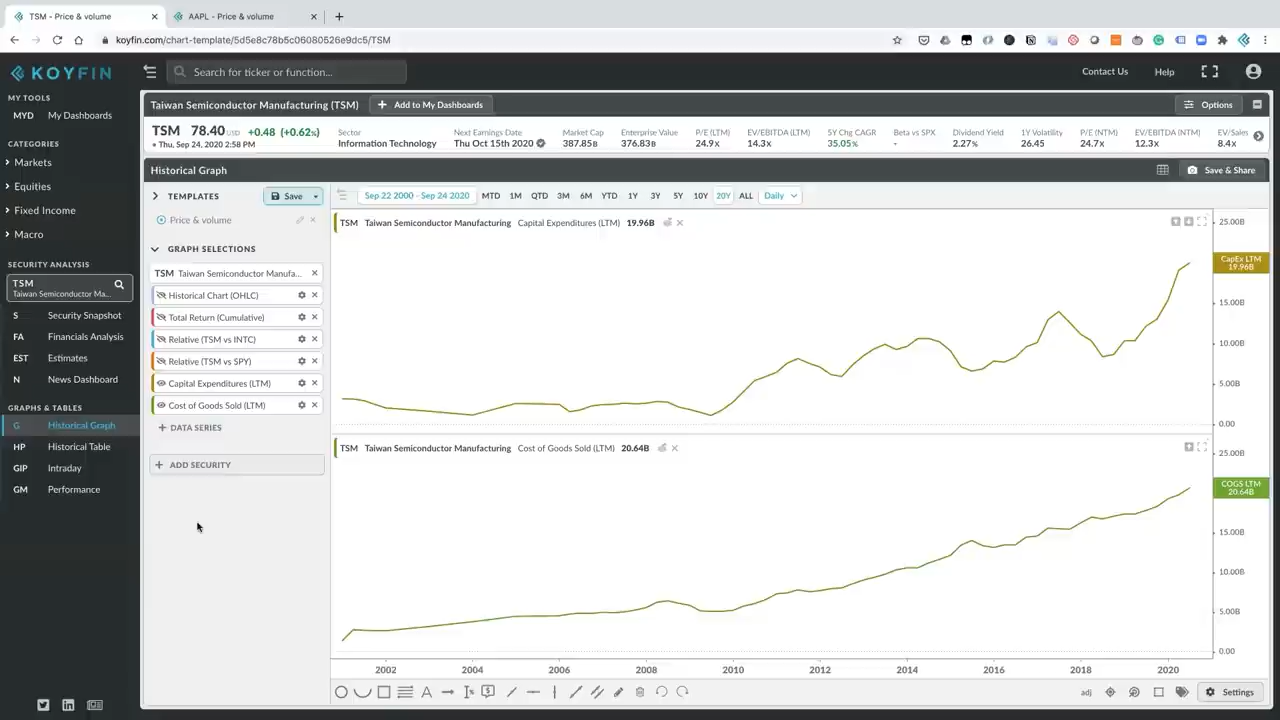 TSM - Price & volume
AAPL - Price & volume
koyfin.com/chart-template/5d5e8c78b5c06080526e9dc5/TSM
KOYFIN
Search for ticker or function...
Contact Us
Help
MY TOOLS
MYD My Dashboards
CATEGORIES
Markets
Equities
Fixed Income
Macro
SECURITY ANALYSIS
TSM
Taiwan Semiconductor Ma...
S Security Snapshot
FA Financials Analysis
EST Estimates
N News Dashboard
GRAPHS & TABLES
G Historical Graph
HP Historical Table
GIP Intraday
GM Performance
Taiwan Semiconductor Manufacturing (TSM)
Add to My Dashboards
Options
TSM 78.40 USD +0.48 (+0.62%)
Thu, Sep 24, 2020 2:58 PM
Sector
Information Technology
Next Earnings Date
Thu Oct 15th 2020
Market Cap
387.85B
Enterprise Value
376.83B
P/E (LTM)
24.9x
EV/EBITDA (LTM)
14.3x
5Y Chg CAGR
35.05%
Beta vs SPX
-
Dividend Yield
2.27%
1Y Volatility
26.45
P/E (NTM)
24.7x
EV/EBITDA (NTM)
12.3x
EV/Sales
8.4x
Historical Graph
Save & Share
TEMPLATES
Save
Price & volume
GRAPH SELECTIONS
TSM Taiwan Semiconductor Manufa...
Historical Chart (OHLC)
Total Return (Cumulative)
Relative (TSM vs INTC)
Relative (TSM vs SPY)
Capital Expenditures (LTM)
Cost of Goods Sold (LTM)
+ DATA SERIES
+ ADD SECURITY
Sep 22 2000 - Sep 24 2020 MTD 1M QTD 3M 6M YTD 1Y 3Y 5Y 10Y 20Y ALL Daily
TSM Taiwan Semiconductor Manufacturing Capital Expenditures (LTM) 19.96B
25.00B
CapEx LTM
19.96B
15.00B
10.00B
5.00B
0.00
TSM Taiwan Semiconductor Manufacturing Cost of Goods Sold (LTM) 20.64B
25.00B
COGS LTM
20.64B
15.00B
10.00B
5.00B
0.00
2002 2004 2006 2008 2010 2012 2014 2016 2018 2020
adj
Settings